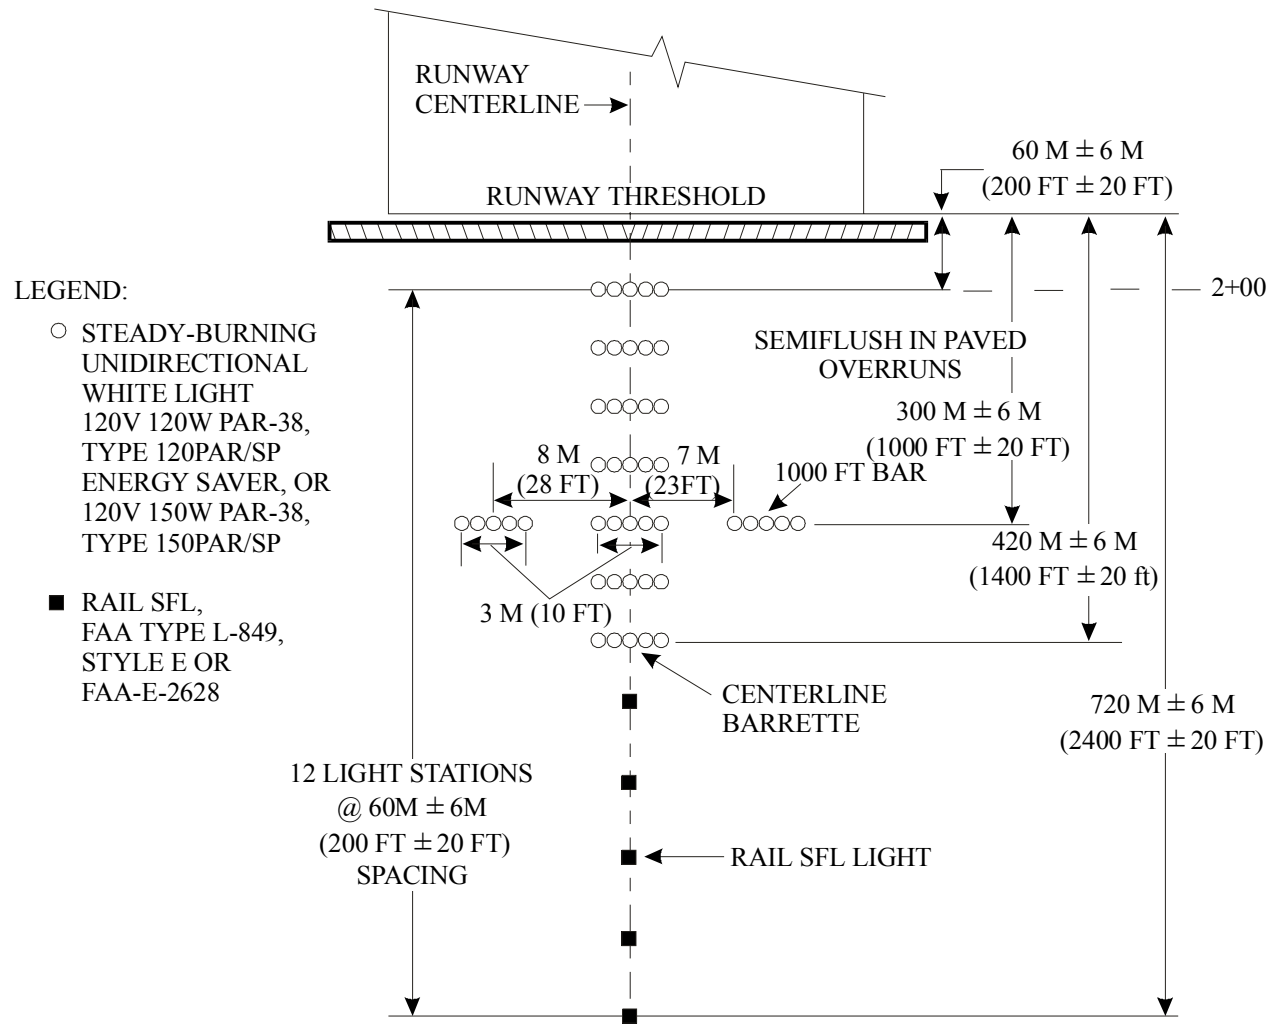 RUNWAY
CENTERLINE
60 M ± 6 M
(200 FT ± 20 FT)
RUNWAY THRESHOLD
2+00
LEGEND:
STEADY-BURNING
UNIDIRECTIONAL
WHITE LIGHT
120V 120W PAR-38,
TYPE 120PAR/SP
ENERGY SAVER, OR
120V 150W PAR-38,
TYPE 150PAR/SP
RAIL SFL,
FAA TYPE L-849,
STYLE E OR
FAA-E-2628
SEMIFLUSH IN PAVED
OVERRUNS
300 M ± 6 M
(1000 FT ± 20 FT)
8 M
(28 FT)
7 M
(23FT)
1000 FT BAR
420 M ± 6 M
(1400 FT ± 20 ft)
3 M (10 FT)
CENTERLINE
BARRETTE
720 M ± 6 M
(2400 FT ± 20 FT)
12 LIGHT STATIONS
@ 60M ± 6M
(200 FT ± 20 FT)
SPACING
RAIL SFL LIGHT